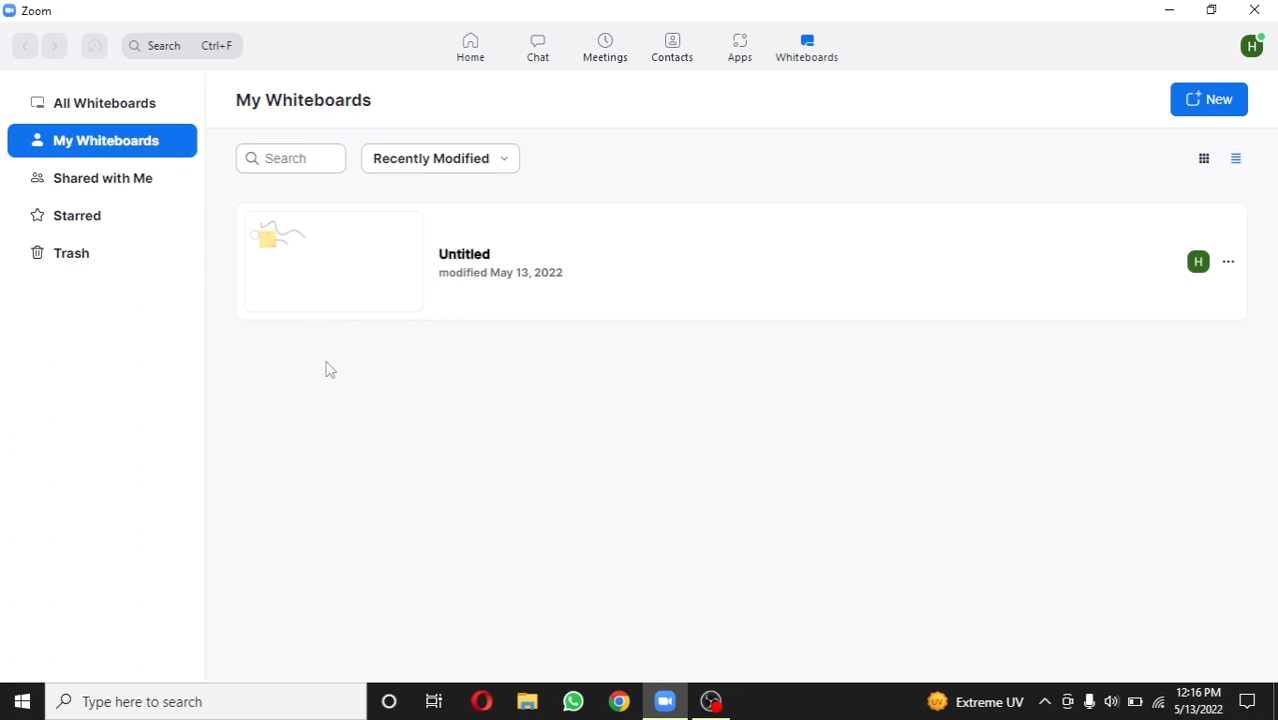 Zoom
Search Ctrl+F
Home
Chat
Meetings
Contacts
Apps
Whiteboards
H
All Whiteboards
My Whiteboards
Shared with Me
Starred
Trash
My Whiteboards
New
Search
Recently Modified
Untitled
modified May 13, 2022
H
Type here to search
UV
Extreme UV
12:16 PM
5/13/2022